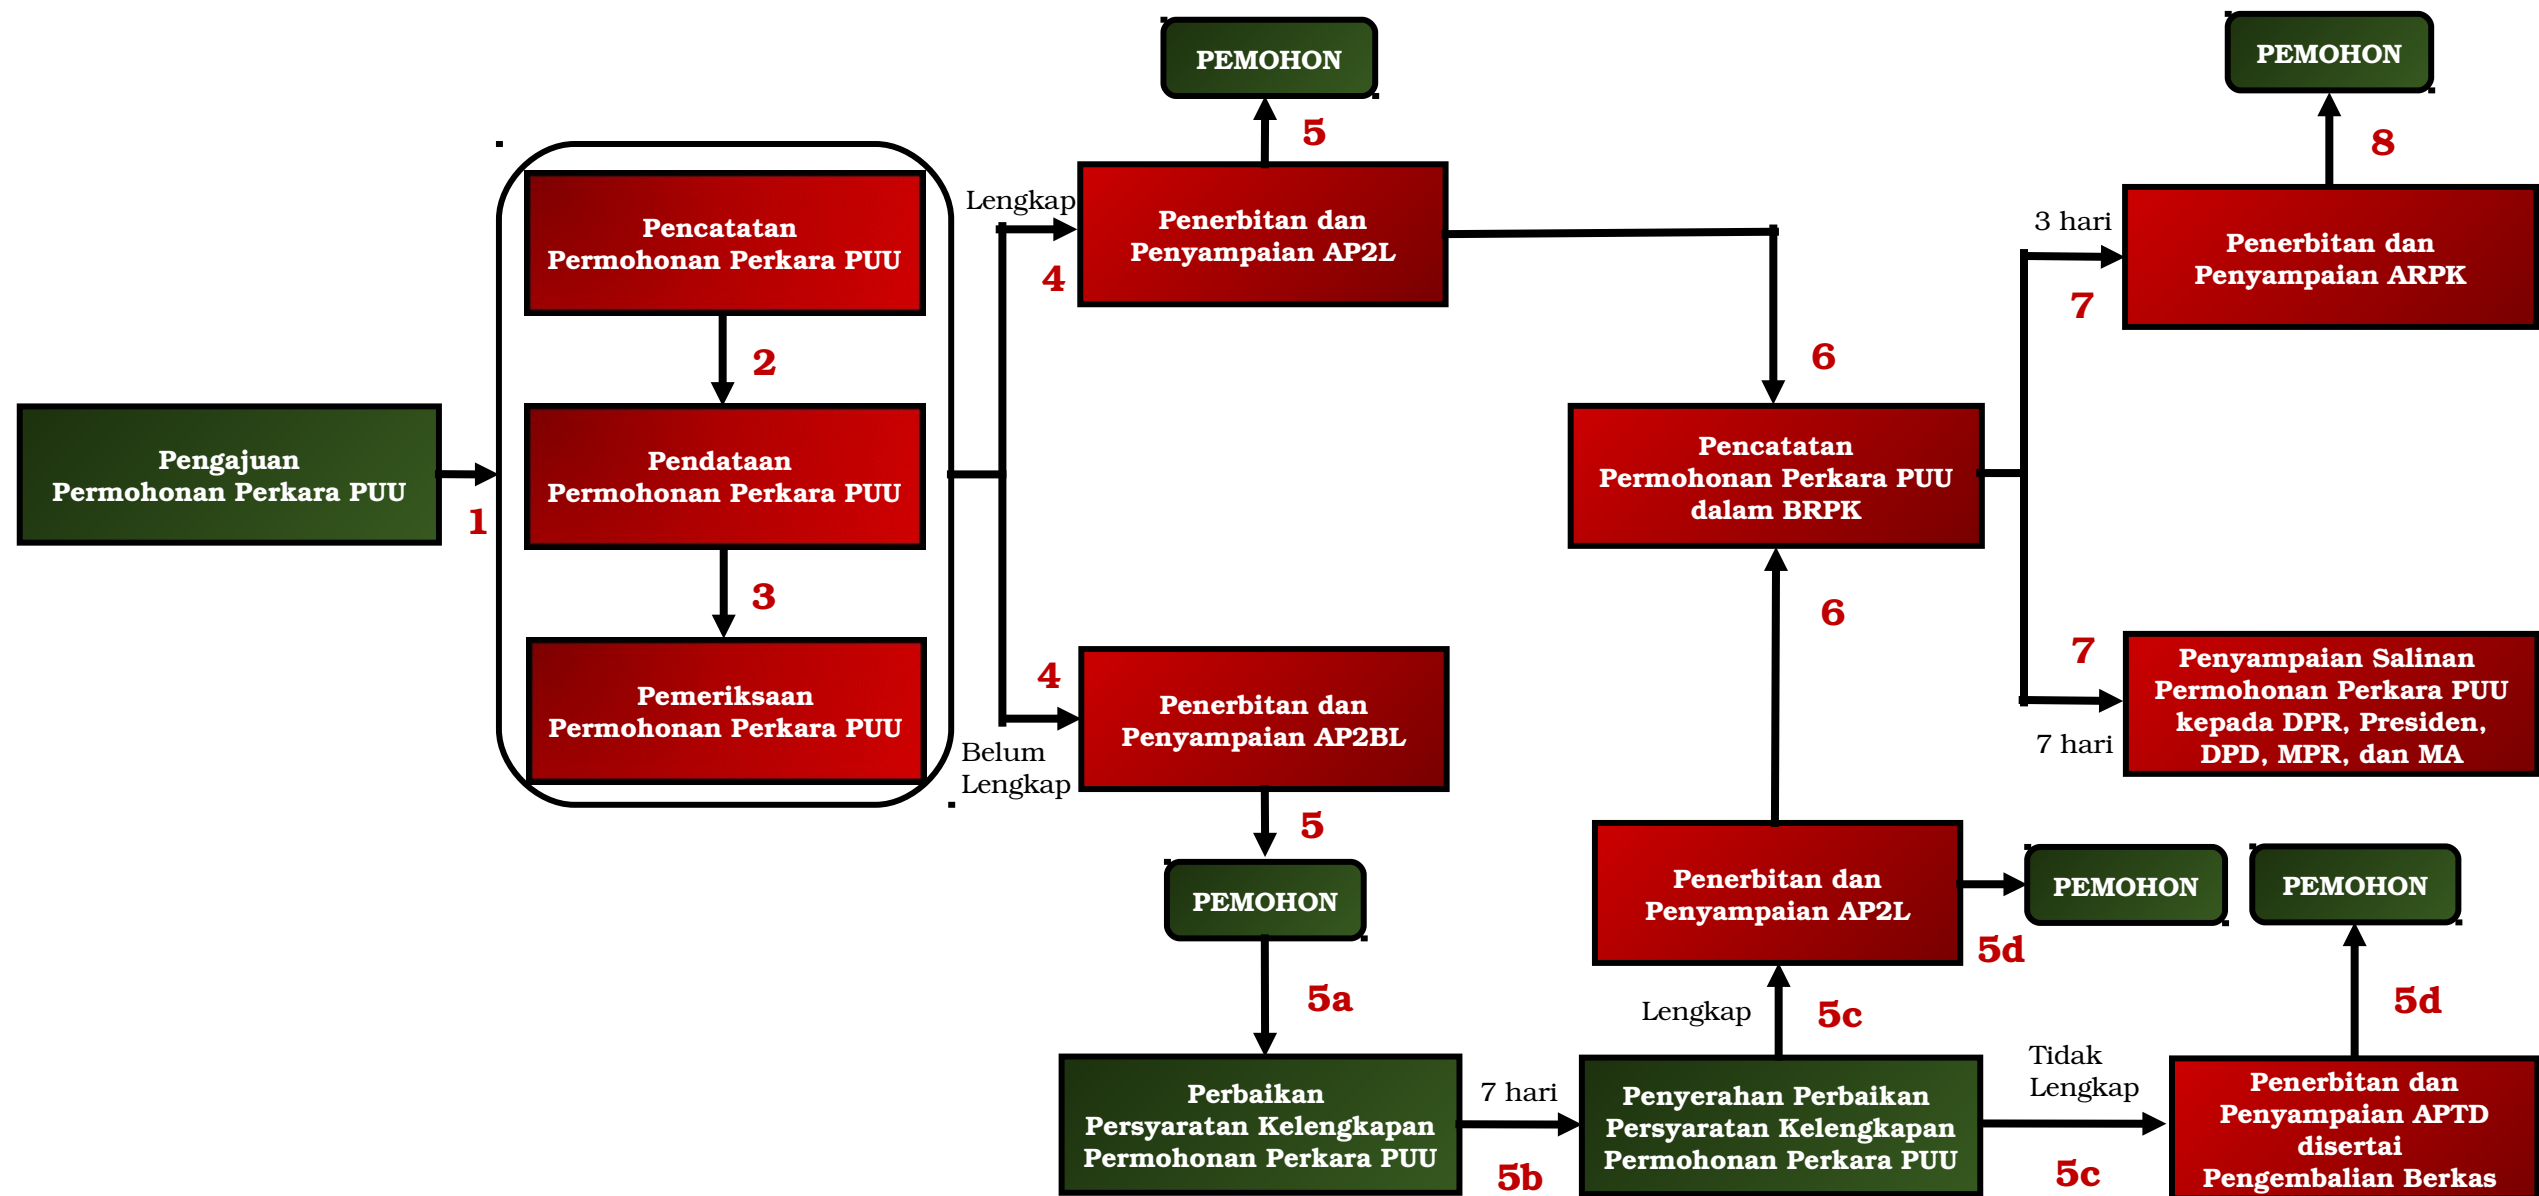 PEMOHON
5
PEMOHON
8
Pencatatan
Permohonan Perkara PUU
2
Pendataan
Permohonan Perkara PUU
3
Pemeriksaan
Permohonan Perkara PUU
Pengajuan
Permohonan Perkara PUU
1
Lengkap
4
Penerbitan dan
Penyampaian AP2L
6
Pencatatan
Permohonan Perkara PUU
dalam BRPK
3 hari
7
Penerbitan dan
Penyampaian ARPK
7
7 hari
Penyampaian Salinan
Permohonan Perkara PUU
kepada DPR, Presiden,
DPD, MPR, dan MA
4
Belum
Lengkap
Penerbitan dan
Penyampaian AP2BL
5
PEMOHON
5a
Perbaikan
Persyaratan Kelengkapan
Permohonan Perkara PUU
7 hari
5b
Penyerahan Perbaikan
Persyaratan Kelengkapan
Permohonan Perkara PUU
Lengkap
5c
Penerbitan dan
Penyampaian AP2L
6
5d
PEMOHON
Tidak
Lengkap
5c
Penerbitan dan
Penyampaian APTD
disertai
Pengembalian Berkas
5d
PEMOHON